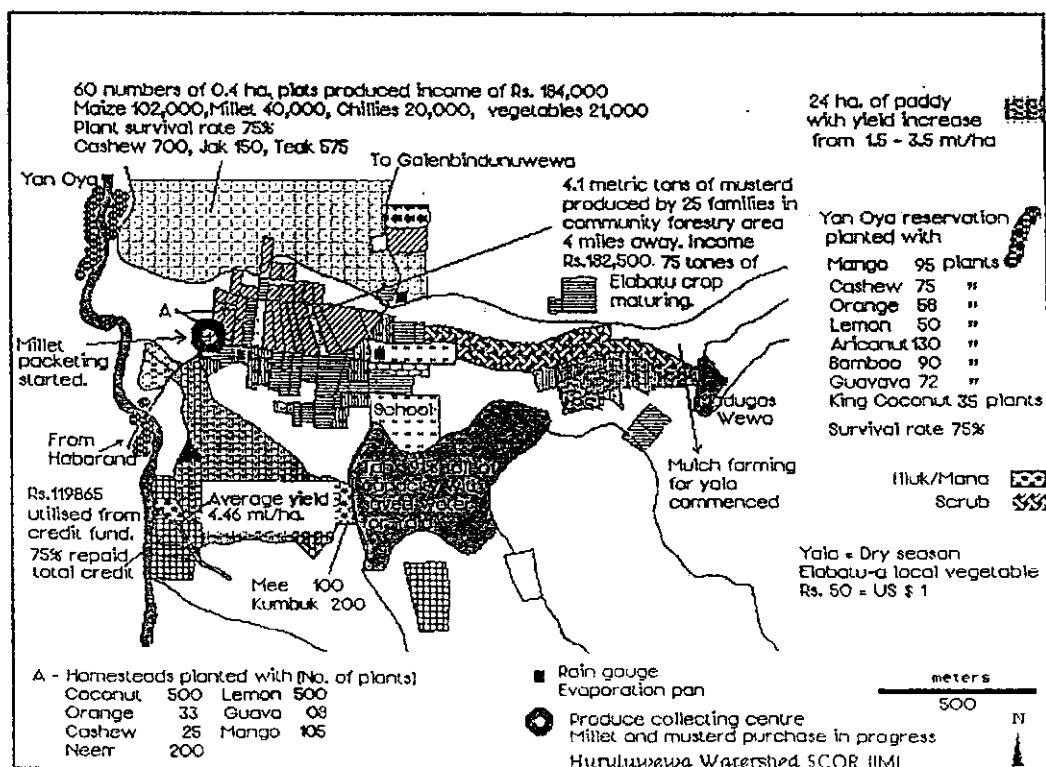 60 numbers of 0.4 ha. plots produced income of Rs. 184,000
Maize 102,000, Millet 40,000, Chillies 20,000, vegetables 21,000
Plant survival rate 75%
Cashew 700, Jak 150, Teak 575
24 ha. of paddy
with yield increase
from 1.5 - 3.5 mt/ha
To Galenbindunuwewa
Yan Oya
4.1 metric tons of musterd
produced by 25 families in
community forestry area
4 miles away. Income
Rs.182,500. 75 tones of
Elabatu crop
maturing.
Yan Oya reservation
planted with
Mango 95 plants
Cashew 75 "
Orange 58 "
Lemon 50 "
Aricanut 130 "
Bamboo 90 "
Guavava 72 "
King Coconut 35 plants
Survival rate 75%
A
Millet
packeting
started.
School
Wewa
From
Habarana
Mulch farming
for yala
commenced
Illuk/Mana
Scrub
Rs.119865
utilised from
credit fund.
75% repaid
total credit
Average yield
4.46 mt/ha.
Mee 100
Kumbuk 200
Yala = Dry season
Elabatu-a local vegetable
Rs. 50 = US $ 1
A - Homesteads planted with (No. of plants)
Coconut 500 Lemon 500
Orange 33 Guava 08
Cashew 25 Mango 105
Neem 200
Rain gauge
Evaporation pan
Produce collecting centre
Millet and musterd purchase in progress
Huruluwewa Watershed SCOR IIMI
meters
500
N